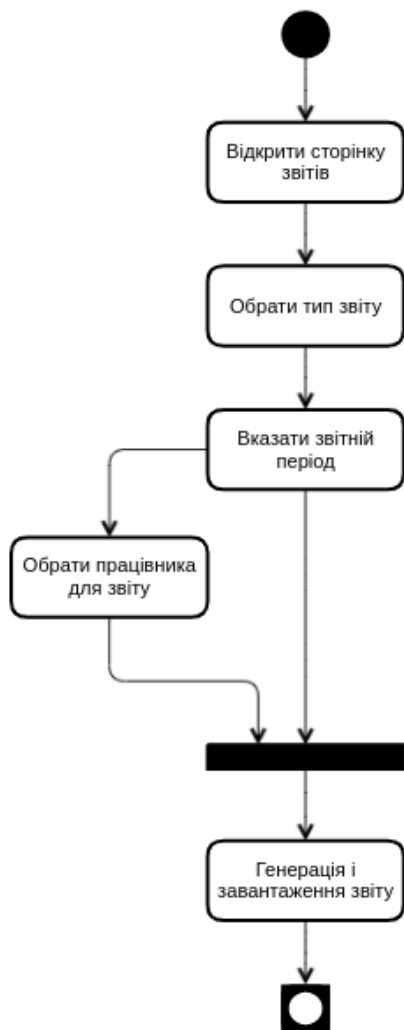 Відкрити сторінку
звітів
Обрати тип звіту
Вказати звітній
період
Обрати працівника
для звіту
Генерація і
завантаження звіту